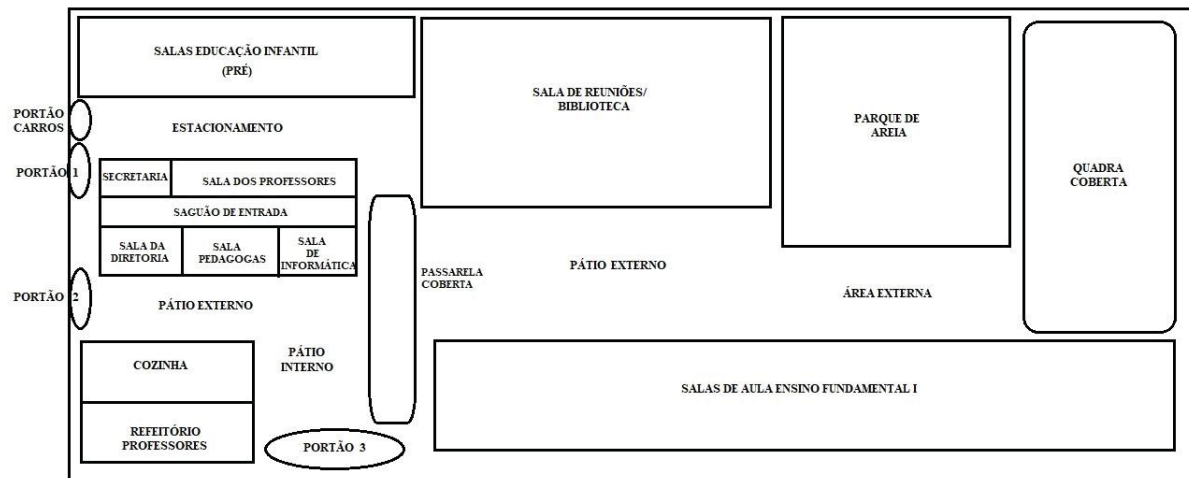 SALAS EDUCAÇÃO INFANTIL
(PRÉ)
SALA DE REUNIÕES/
BIBLIOTECA
PARQUE DE
AREIA
QUADRA
COBERTA
PORTÃO
CARROS
ESTACIONAMENTO
PORTÃO 1
SECRETARIA
SALA DOS PROFESSORES
SAGUÃO DE ENTRADA
SALA DA
DIRETORIA
SALA
PEDAGOGAS
SALA
DE
INFORMÁTICA
PASSARELA
COBERTA
PÁTIO EXTERNO
ÁREA EXTERNA
PORTÃO 2
PÁTIO EXTERNO
COZINHA
PÁTIO
INTERNO
SALAS DE AULA ENSINO FUNDAMENTAL I
REFEITÓRIO
PROFESSORES
PORTÃO 3